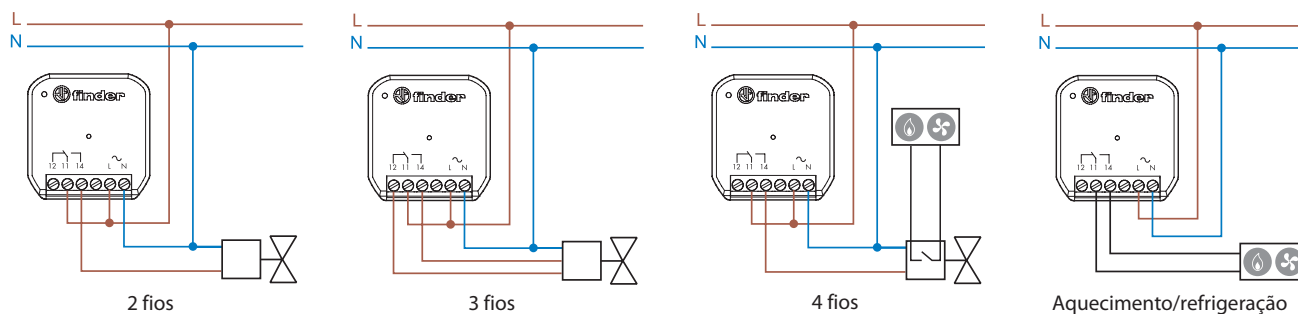 L
N
finder
12 11 14 L N
2 fios
L
N
finder
12 11 14 L N
3 fios
L
N
finder
12 11 14 L N
4 fios
L
N
finder
12 11 14 L N
Aquecimento/refrigeração